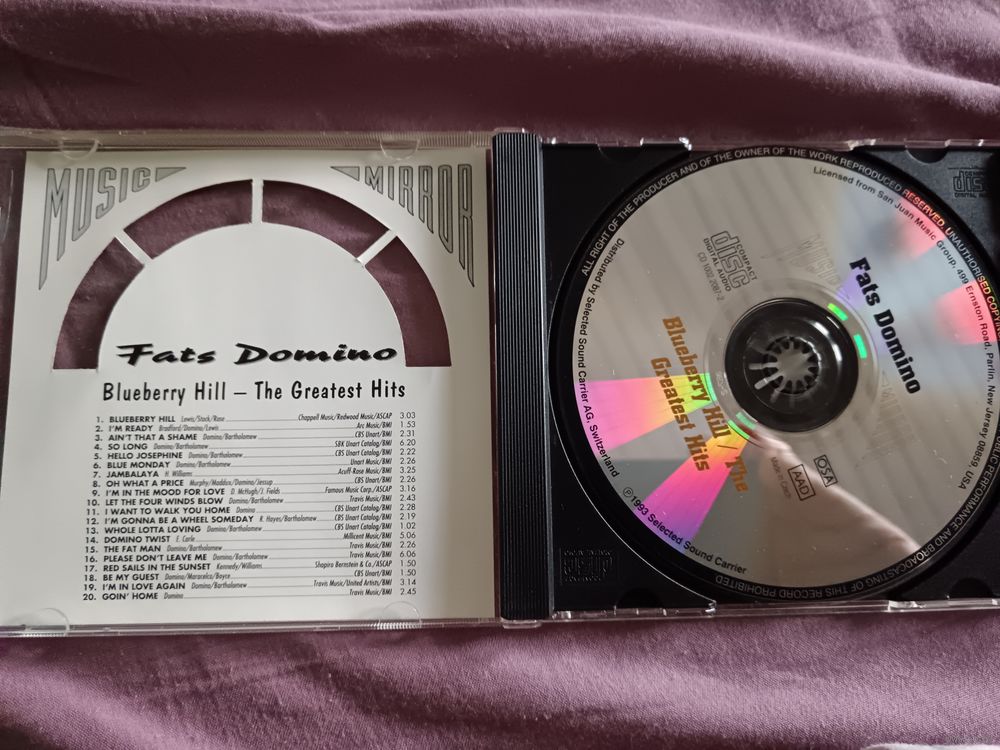 MUSIC MIRROR
Fats Domino
Blueberry Hill – The Greatest Hits
1. BLUEBERRY HILL Lewis/Stock/Rose Chappell Music/Redwood Music/ASCAP 3.03
2. I'M READY Bradford/Domino/Lewis Arc Music/BMI 1.53
3. AIN'T THAT A SHAME Domino/Bartholomew CBS Unart/BMI 2.31
4. SO LONG Domino/Bartholomew SBK Unart Catalog/BMI 6.20
5. HELLO JOSEPHINE Domino/Bartholomew CBS Unart Catalog/BMI 2.22
6. BLUE MONDAY Domino/Bartholomew Unart Music/BMI 2.26
7. JAMBALAYA H. Williams Acuff-Rose Music/BMI 3.25
8. OH WHAT A PRICE Murphy/Maddux/Domino/Jessup CBS Unart/BMI 2.26
9. I'M IN THE MOOD FOR LOVE D. McHugh/J. Fields Famous Music Corp./ASCAP 3.16
10. LET THE FOUR WINDS BLOW Domino/Bartholomew Travis Music/BMI 2.43
11. I WANT TO WALK YOU HOME Domino CBS Unart Catalog/BMI 2.28
12. I'M GONNA BE A WHEEL SOMEDAY R. Hayes/Bartholomew CBS Unart Catalog/BMI 2.19
13. WHOLE LOTTA LOVING Domino/Bartholomew CBS Unart Catalog/BMI 1.02
14. DOMINO TWIST F. Carle Millicent Music/BMI 5.06
15. THE FAT MAN Domino/Bartholomew Travis Music/BMI 2.26
16. PLEASE DON'T LEAVE ME Domino/Bartholomew Travis Music/BMI 6.06
17. RED SAILS IN THE SUNSET Kennedy/Williams Shapiro Bernstein & Co./ASCAP 1.50
18. BE MY GUEST Domino/Maracelco/Boyce CBS Unart/BMI 1.50
19. I'M IN LOVE AGAIN Domino/Bartholomew Travis Music/United Artists/BMI 3.14
20. GOIN' HOME Domino Travis Music/BMI 2.45
ALL RIGHT OF THE PRODUCER AND OF THE OWNER OF THE WORK REPRODUCED RESERVED. UNAUTHORISED
PUBLIC PERFORMANCE AND BROADCASTING OF THIS RECORD PROHIBITED
Licensed from San Juan Music Group, 499 Ernston Road, Parlin, New Jersey 08859, USA
Distributed by Selected Sound Carrier AG, Switzerland
COMPACT
disc
DIGITAL AUDIO
Fats Domino
Blueberry Hill / The
Greatest Hits
AAD
OSA
℗ 1993 Selected Sound Carrier